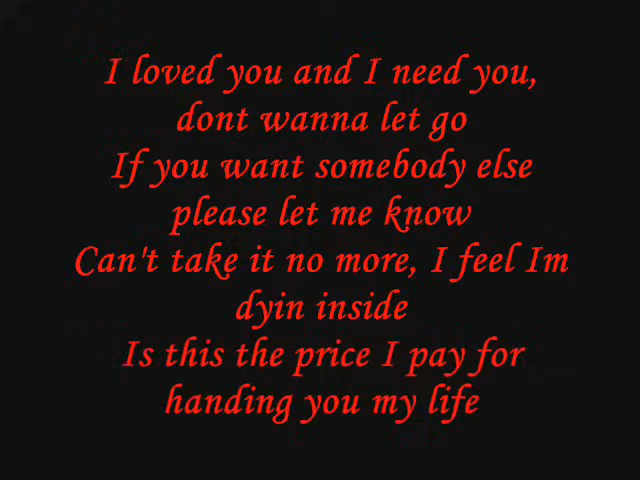 I loved you and I need you,
dont wanna let go
If you want somebody else
please let me know
Can't take it no more, I feel Im
dyin inside
Is this the price I pay for
handing you my life